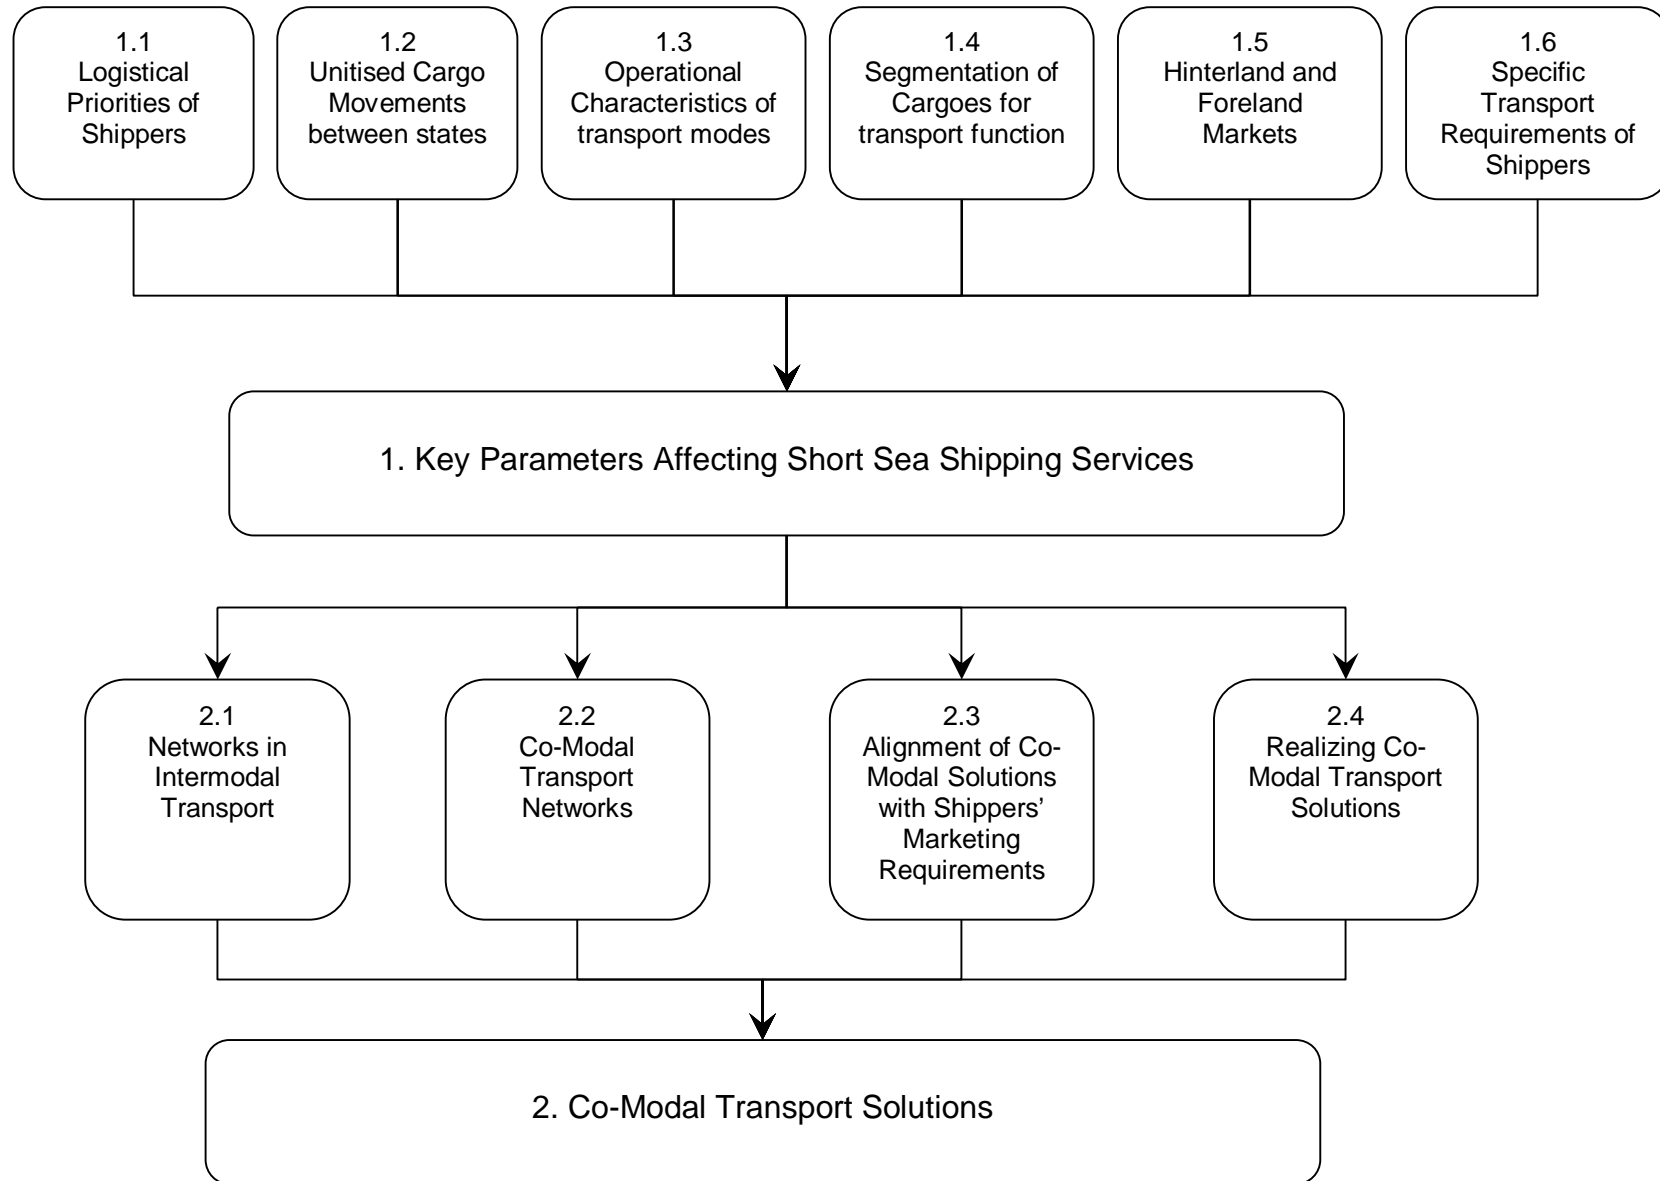 1.1
Logistical
Priorities of
Shippers
1.2
Unitised Cargo
Movements
between states
1.3
Operational
Characteristics of
transport modes
1.4
Segmentation of
Cargoes for
transport function
1.5
Hinterland and
Foreland
Markets
1.6
Specific
Transport
Requirements of
Shippers
1. Key Parameters Affecting Short Sea Shipping Services
2.1
Networks in
Intermodal
Transport
2.2
Co-Modal
Transport
Networks
2.3
Alignment of Co-
Modal Solutions
with Shippers’
Marketing
Requirements
2.4
Realizing Co-
Modal Transport
Solutions
2. Co-Modal Transport Solutions